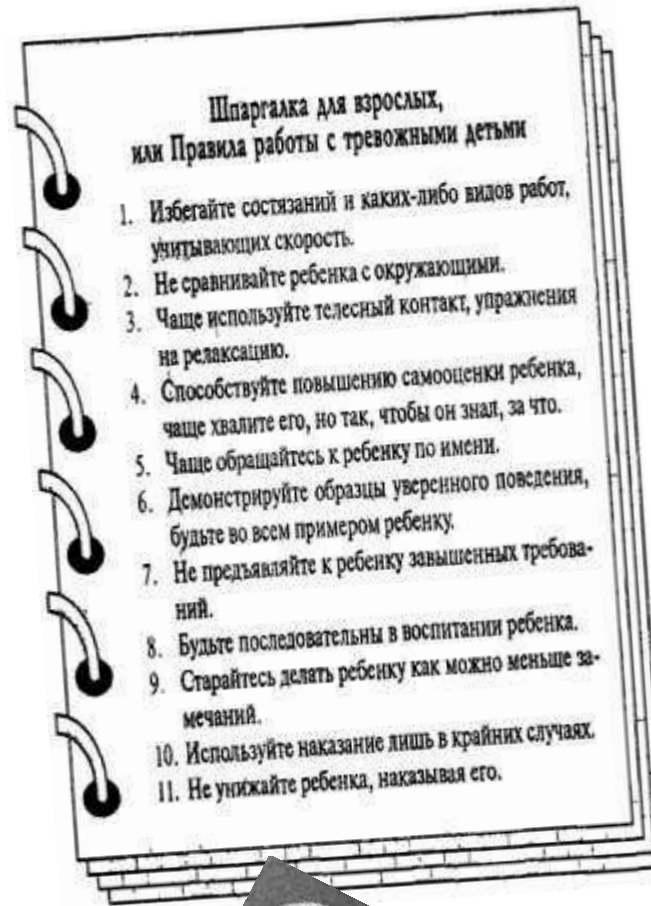 Шпаргалка для взрослых,
или Правила работы с тревожными детьми
1. Избегайте состязаний и каких-либо видов работ,
учитывающих скорость.
2. Не сравнивайте ребенка с окружающими.
3. Чаще используйте телесный контакт, упражнения
на релаксацию.
4. Способствуйте повышению самооценки ребенка,
чаще хвалите его, но так, чтобы он знал, за что.
5. Чаще обращайтесь к ребенку по имени.
6. Демонстрируйте образцы уверенного поведения,
будьте во всем примером ребенку.
7. Не предъявляйте к ребенку завышенных требова-
ний.
8. Будьте последовательны в воспитании ребенка.
9. Старайтесь делать ребенку как можно меньше за-
мечаний.
10. Используйте наказание лишь в крайних случаях.
11. Не унижайте ребенка, наказывая его.